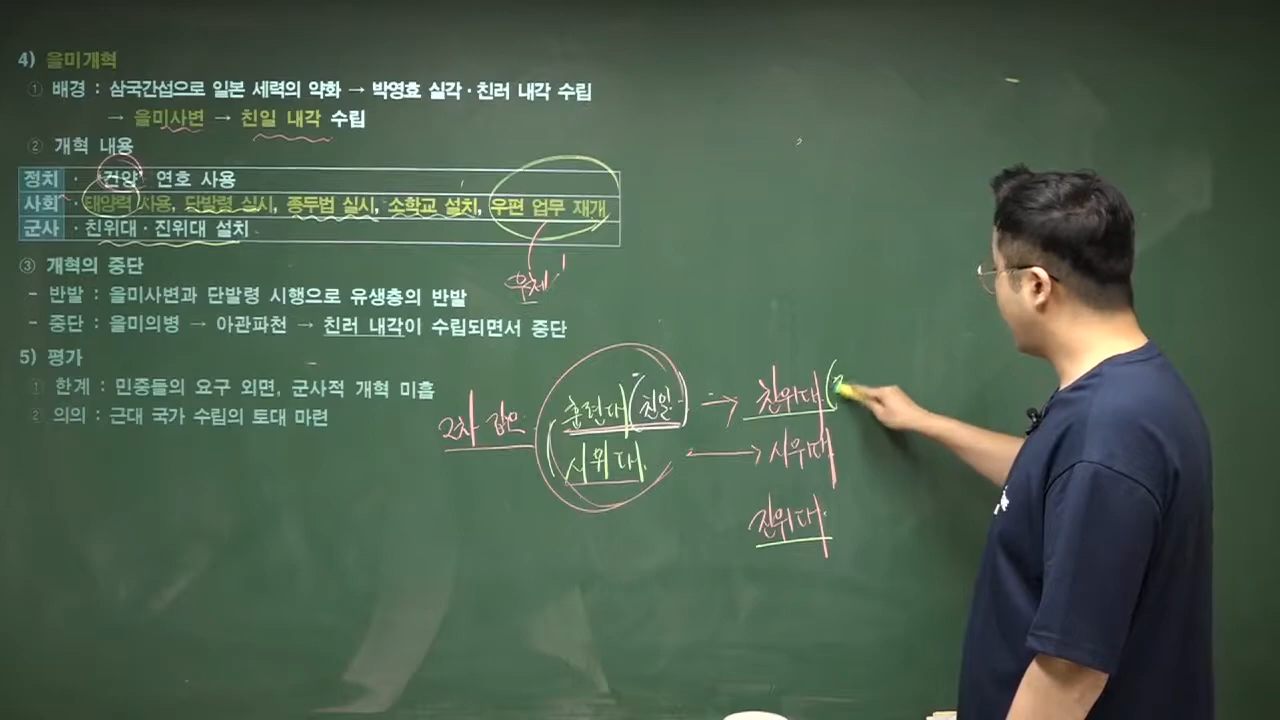 4) 을미개혁
① 배경 : 삼국간섭으로 일본 세력의 약화 → 박영효 실각·친러 내각 수립
→ 을미사변 → 친일 내각 수립
② 개혁 내용
정치 · '건양' 연호 사용
사회 · 태양력 사용, 단발령 실시, 종두법 실시, 소학교 설치, 우편 업무 재개
군사 · 친위대·진위대 설치
우체사
③ 개혁의 중단
- 반발 : 을미사변과 단발령 시행으로 유생층의 반발
- 중단 : 을미의병 → 아관파천 → 친러 내각이 수립되면서 중단
5) 평가
① 한계 : 민중들의 요구 외면, 군사적 개혁 미흡
② 의의 : 근대 국가 수립의 토대 마련
2차 갑오 훈련대 (친일) → 친위대 (
시위대 → 시위대
진위대